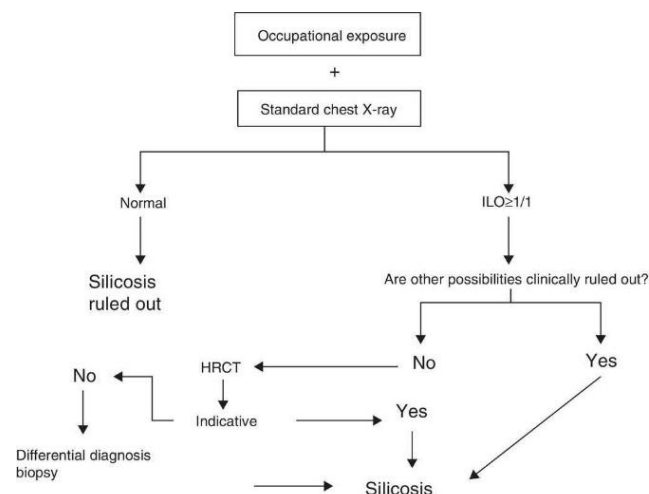 Occupational exposure
+
Standard chest X-ray
Normal
ILO≥1/1
Silicosis
ruled out
Are other possibilities clinically ruled out?
No
HRCT
No
Yes
Indicative
Yes
Differential diagnosis
biopsy
Silicosis